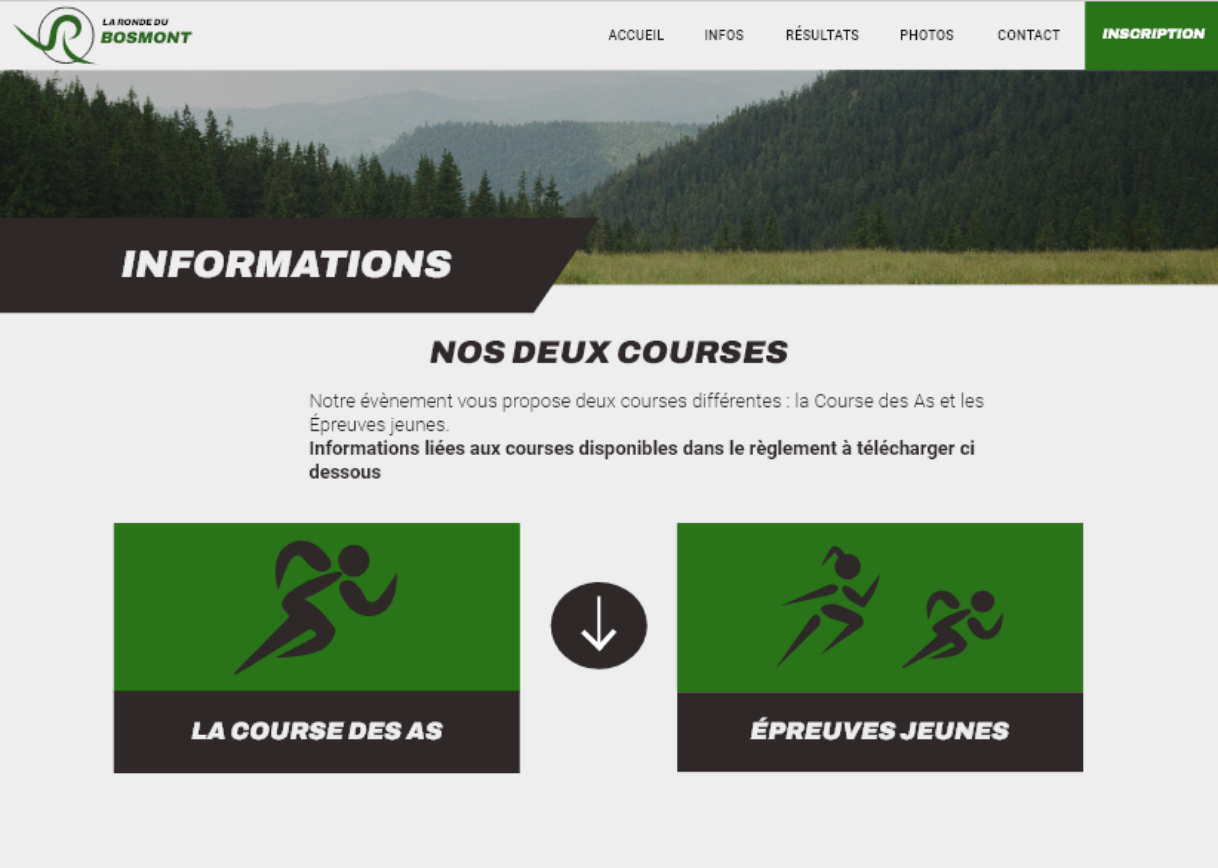 LA RONDE DU
BOSMONT
ACCUEIL
INFOS
RÉSULTATS
PHOTOS
CONTACT
INSCRIPTION
INFORMATIONS
NOS DEUX COURSES
Notre évènement vous propose deux courses différentes : la Course des As et les
Épreuves jeunes.
Informations liées aux courses disponibles dans le règlement à télécharger ci
dessous
LA COURSE DES AS
ÉPREUVES JEUNES